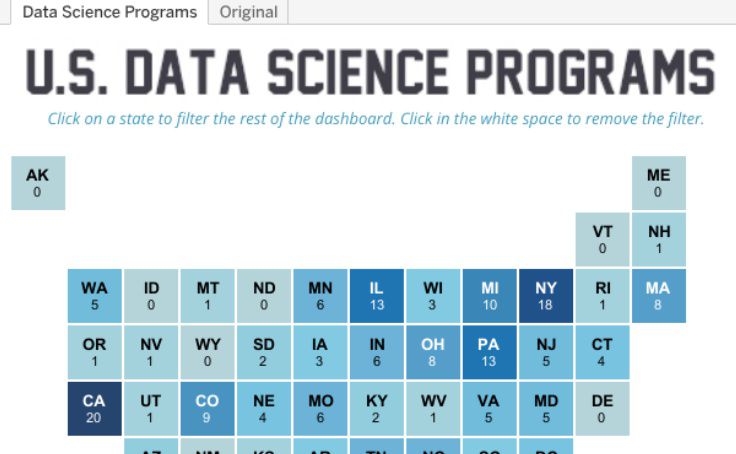 Data Science Programs Original
U.S. DATA SCIENCE PROGRAMS
Click on a state to filter the rest of the dashboard. Click in the white space to remove the filter.
AK ME
0 0
VT NH
0 1
WA ID MT ND MN IL WI MI NY RI MA
5 0 1 0 6 13 3 10 18 1 8
OR NV WY SD IA IN OH PA NJ CT
1 1 0 2 3 6 8 13 5 4
CA UT CO NE MO KY WV VA MD DE
20 1 9 4 6 2 1 5 5 0